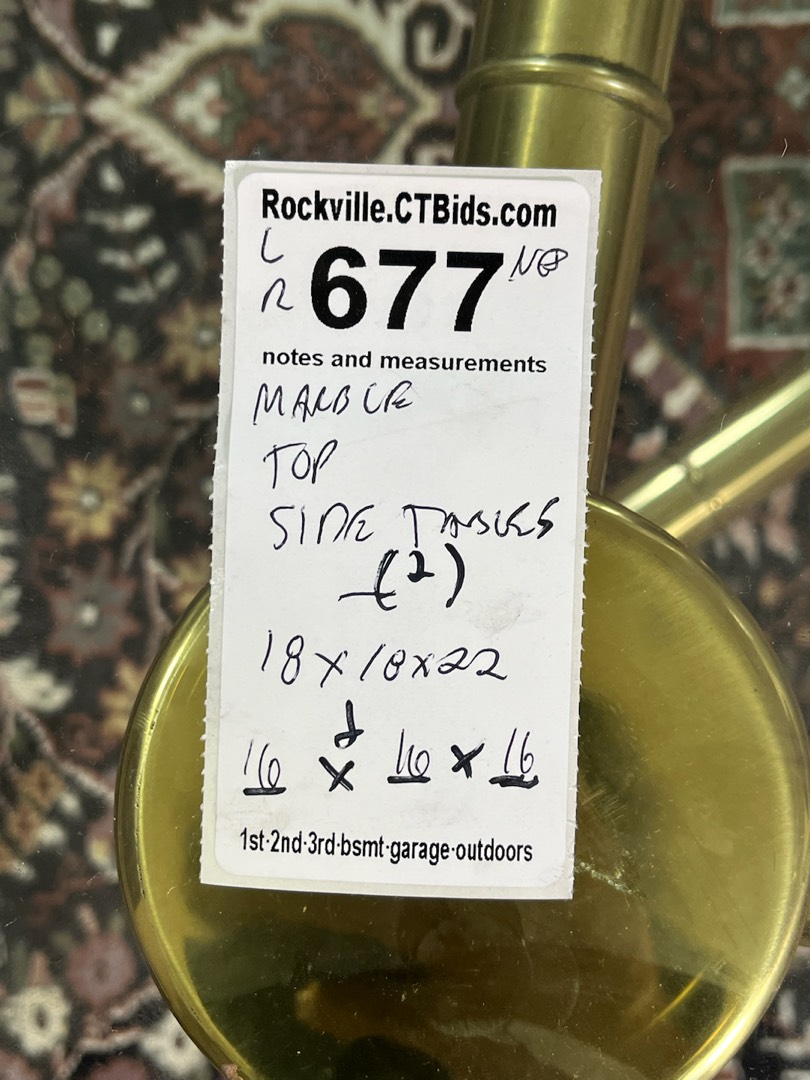 Rockville.CTBids.com
LR 677 NB
notes and measurements
MARBLE
TOP
SIDE TABLES
(2)
18 x 18 x 22
&
16 x 16 x 16
1st·2nd·3rd·bsmt·garage·outdoors